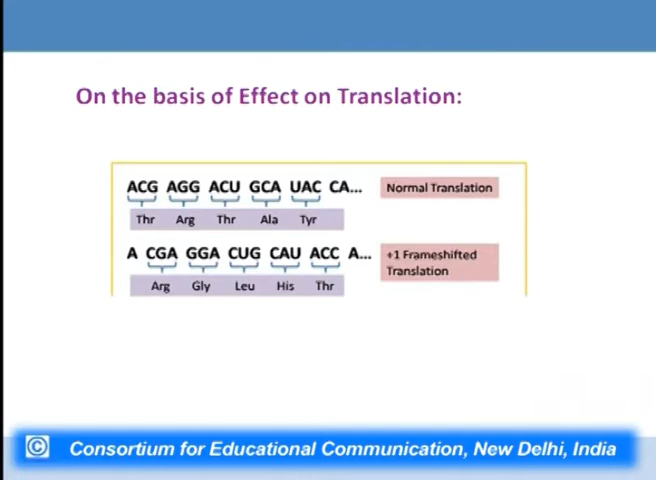 On the basis of Effect on Translation:
ACG AGG ACU GCA UAC CA... Normal Translation
Thr Arg Thr Ala Tyr
A CGA GGA CUG CAU ACC A... +1 Frameshifted
Translation
Arg Gly Leu His Thr
© Consortium for Educational Communication, New Delhi, India